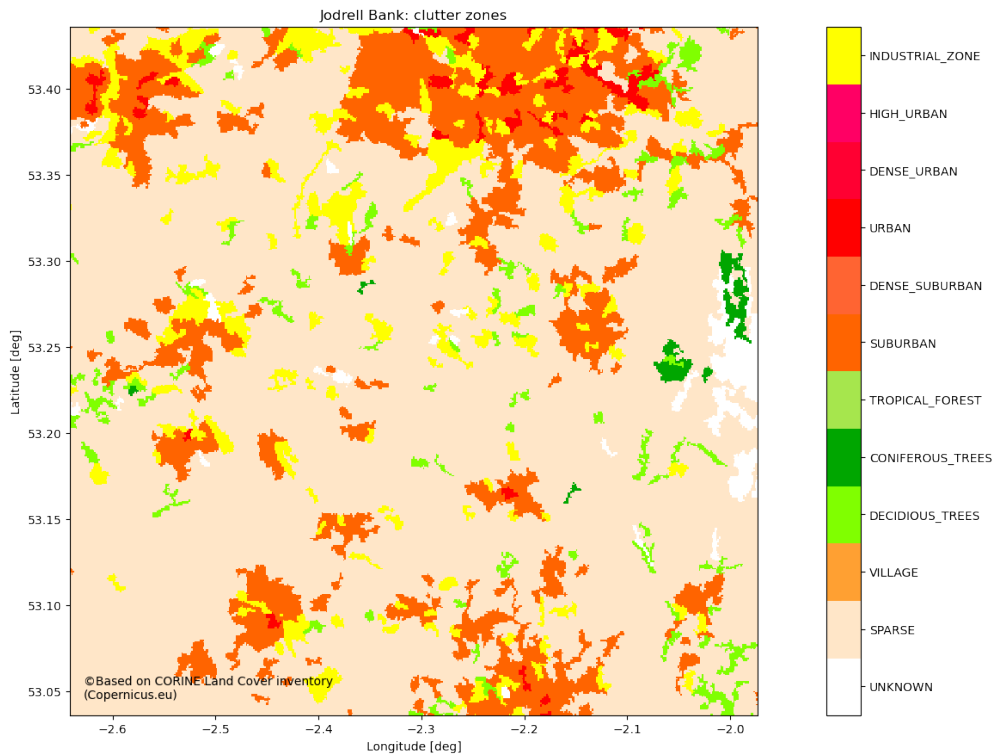 Jodrell Bank: clutter zones
53.40
53.35
53.30
53.25
53.20
53.15
53.10
53.05
Latitude [deg]
−2.6
−2.5
−2.4
−2.3
−2.2
−2.1
−2.0
Longitude [deg]
©Based on CORINE Land Cover inventory
(Copernicus.eu)
INDUSTRIAL_ZONE
HIGH_URBAN
DENSE_URBAN
URBAN
DENSE_SUBURBAN
SUBURBAN
TROPICAL_FOREST
CONIFEROUS_TREES
DECIDIOUS_TREES
VILLAGE
SPARSE
UNKNOWN